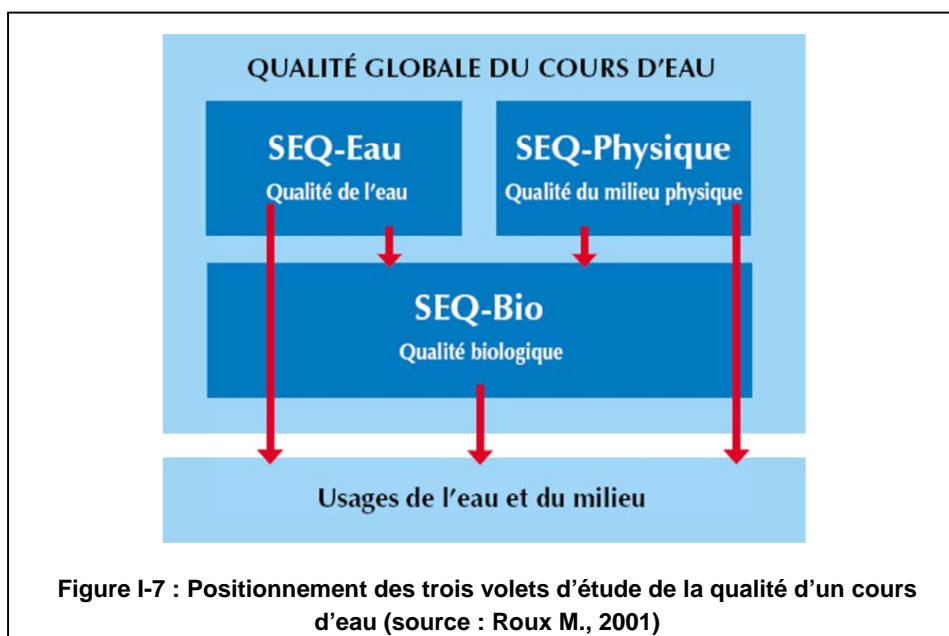 QUALITÉ GLOBALE DU COURS D'EAU
SEQ-Eau
Qualité de l'eau
SEQ-Physique
Qualité du milieu physique
SEQ-Bio
Qualité biologique
Usages de l'eau et du milieu
Figure I-7 : Positionnement des trois volets d'étude de la qualité d'un cours
d'eau (source : Roux M., 2001)